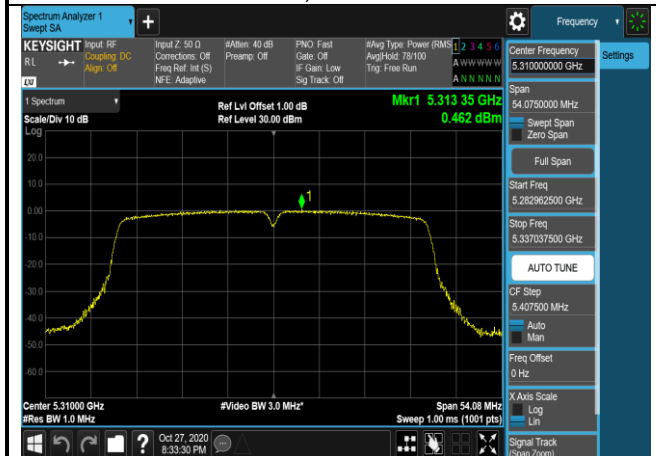 Spectrum Analyzer 1
Swept SA
+
Frequency
KEYSIGHT
RL
LXI
Input: RF
Coupling: DC
Align: Off
Input Z: 50 Ω
Corrections: Off
Freq Ref: Int (S)
NFE: Adaptive
#Atten: 40 dB
Preamp: Off
PNO: Fast
Gate: Off
IF Gain: Low
Sig Track: Off
#Avg Type: Power (RMS
Avg|Hold: 78/100
Trig: Free Run
1 2 3 4 5 6
A W W W W W
A N N N N N
Center Frequency
5.310000000 GHz
Settings
Span
54.0750000 MHz
Swept Span
Zero Span
Full Span
Start Freq
5.282962500 GHz
Stop Freq
5.337037500 GHz
AUTO TUNE
CF Step
5.407500 MHz
Auto
Man
Freq Offset
0 Hz
X Axis Scale
Log
Lin
Signal Track
(Span Zoom)
1 Spectrum
Scale/Div 10 dB
Ref Lvl Offset 1.00 dB
Ref Level 30.00 dBm
Mkr1 5.313 35 GHz
0.462 dBm
Log
20.0
10.0
0.00
-10.0
-20.0
-30.0
-40.0
-50.0
-60.0
1
Center 5.31000 GHz
#Res BW 1.0 MHz
#Video BW 3.0 MHz*
Span 54.08 MHz
Sweep 1.00 ms (1001 pts)
?
Oct 27, 2020
8:33:30 PM